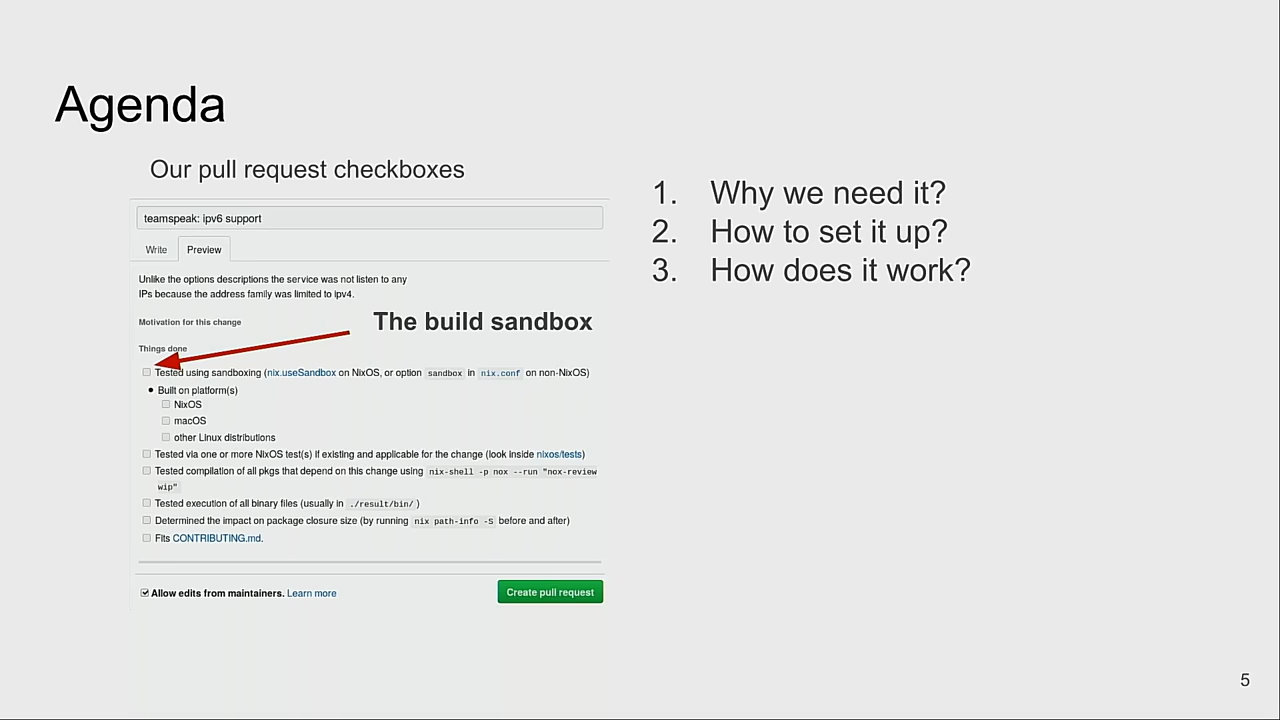 Agenda
Our pull request checkboxes
teamspeak: ipv6 support
Write Preview
Unlike the options descriptions the service was not listen to any
IPs because the address family was limited to ipv4.
Motivation for this change
The build sandbox
Things done
Tested using sandboxing (nix.useSandbox on NixOS, or option sandbox in nix.conf on non-NixOS)
Built on platform(s)
NixOS
macOS
other Linux distributions
Tested via one or more NixOS test(s) if existing and applicable for the change (look inside nixos/tests)
Tested compilation of all pkgs that depend on this change using nix-shell -p nox --run "nox-review
wip"
Tested execution of all binary files (usually in ./result/bin/)
Determined the impact on package closure size (by running nix path-info -S before and after)
Fits CONTRIBUTING.md.
Allow edits from maintainers. Learn more
Create pull request
1. Why we need it?
2. How to set it up?
3. How does it work?
5